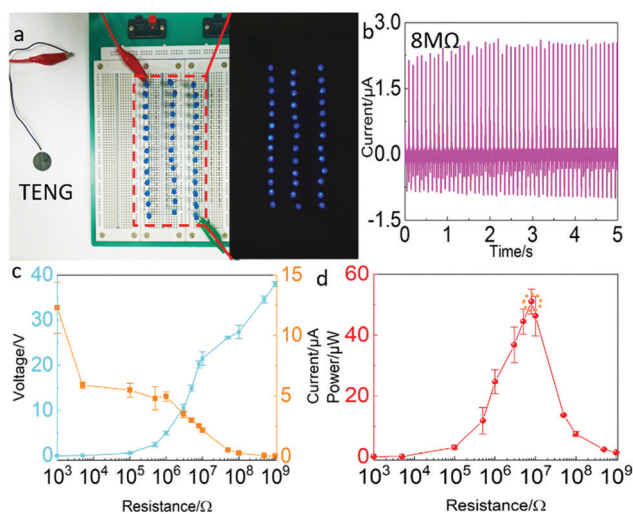 a
TENG
b
8MΩ
Current/μA
3.0
1.5
0.0
-1.5
0 1 2 3 4 5
Time/s
c
Voltage/V
40
30
20
10
0
15
10
5
0
Current/μA
10³ 10⁴ 10⁵ 10⁶ 10⁷ 10⁸ 10⁹
Resistance/Ω
d
Power/μW
60
40
20
0
10³ 10⁴ 10⁵ 10⁶ 10⁷ 10⁸ 10⁹
Resistance/Ω